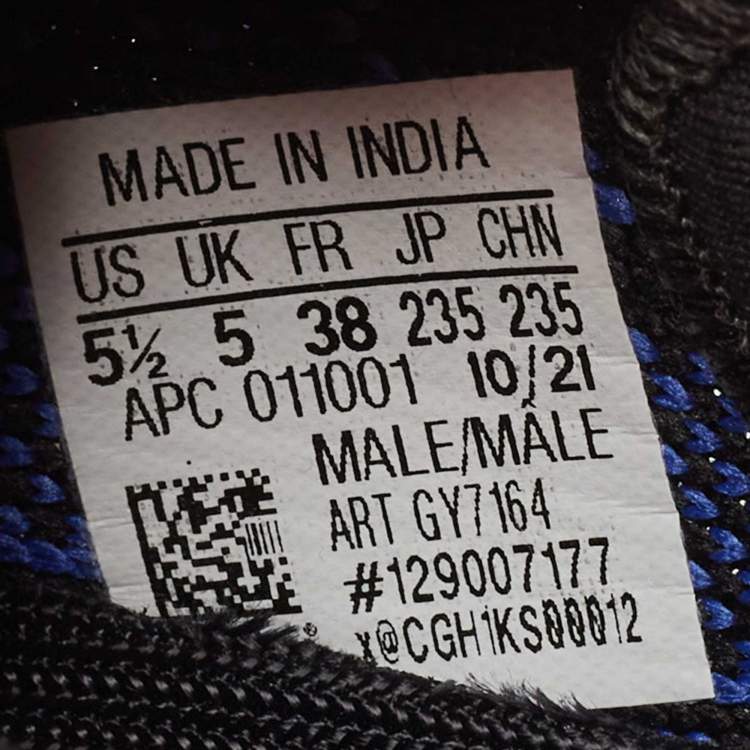 MADE IN INDIA
US UK FR JP CHN
5½ 5 38 235 235
APC 011001 10/21
MALE/MÂLE
ART GY7164
#129007177
x@CGH1KS00012